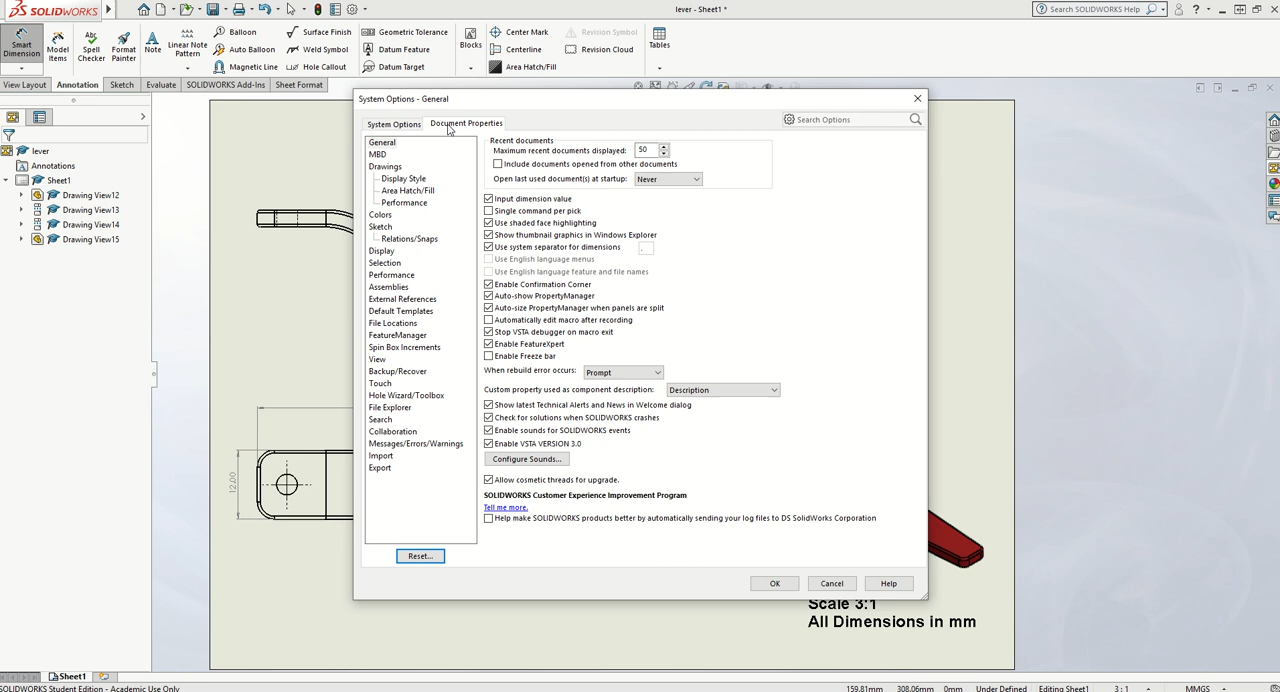 SOLIDWORKS
lever - Sheet1 *
Search SOLIDWORKS Help
Smart Dimension
Model Items
Spell Checker
Format Painter
Note
Linear Note Pattern
Balloon
Auto Balloon
Magnetic Line
Surface Finish
Weld Symbol
Hole Callout
Geometric Tolerance
Datum Feature
Datum Target
Blocks
Center Mark
Centerline
Area Hatch/Fill
Revision Symbol
Revision Cloud
Tables
View Layout
Annotation
Sketch
Evaluate
SOLIDWORKS Add-Ins
Sheet Format
lever
Annotations
Sheet1
Drawing View12
Drawing View13
Drawing View14
Drawing View15
System Options - General
System Options
Document Properties
Search Options
General
MBD
Drawings
Display Style
Area Hatch/Fill
Performance
Colors
Sketch
Relations/Snaps
Display
Selection
Performance
Assemblies
External References
Default Templates
File Locations
FeatureManager
Spin Box Increments
View
Backup/Recover
Touch
Hole Wizard/Toolbox
File Explorer
Search
Collaboration
Messages/Errors/Warnings
Import
Export
Reset...
Recent documents
Maximum recent documents displayed: 50
Include documents opened from other documents
Open last used document(s) at startup: Never
Input dimension value
Single command per pick
Use shaded face highlighting
Show thumbnail graphics in Windows Explorer
Use system separator for dimensions .
Use English language menus
Use English language feature and file names
Enable Confirmation Corner
Auto-show PropertyManager
Auto-size PropertyManager when panels are split
Automatically edit macro after recording
Stop VSTA debugger on macro exit
Enable FeatureXpert
Enable Freeze bar
When rebuild error occurs: Prompt
Custom property used as component description: Description
Show latest Technical Alerts and News in Welcome dialog
Check for solutions when SOLIDWORKS crashes
Enable sounds for SOLIDWORKS events
Enable VSTA VERSION 3.0
Configure Sounds...
Allow cosmetic threads for upgrade.
SOLIDWORKS Customer Experience Improvement Program
Tell me more.
Help make SOLIDWORKS products better by automatically sending your log files to DS SolidWorks Corporation
OK
Cancel
Help
12.00
Scale 3:1
All Dimensions in mm
Sheet1
SOLIDWORKS Student Edition - Academic Use Only
159.81mm
308.06mm
0mm
Under Defined
Editing Sheet1
3 : 1
MMGS